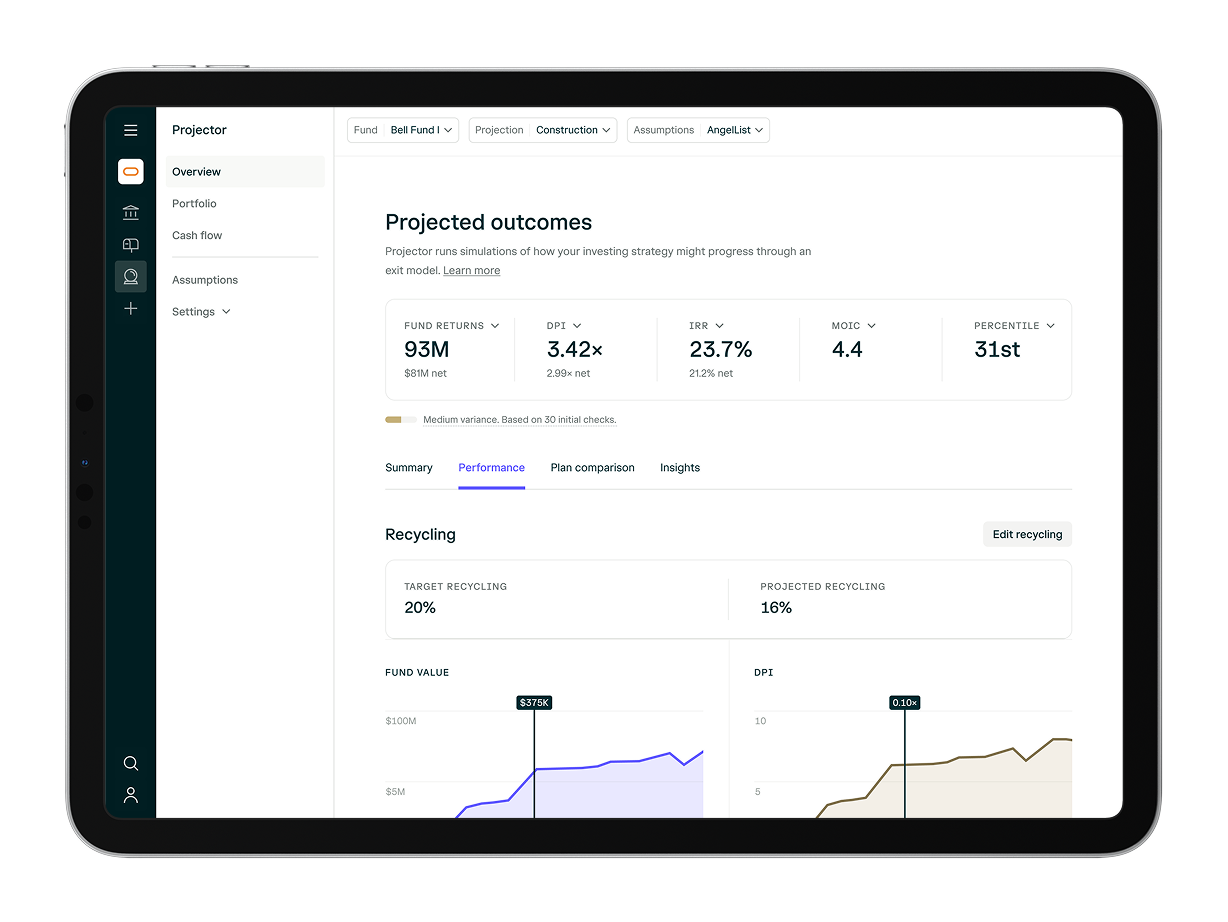 Projector
Overview
Portfolio
Cash flow
Assumptions
Settings
Fund Bell Fund I
Projection Construction
Assumptions AngelList
Projected outcomes
Projector runs simulations of how your investing strategy might progress through an
exit model. Learn more
FUND RETURNS
93M
$81M net
DPI
3.42×
2.99× net
IRR
23.7%
21.2% net
MOIC
4.4
PERCENTILE
31st
Medium variance. Based on 30 initial checks.
Summary Performance Plan comparison Insights
Recycling
Edit recycling
TARGET RECYCLING
20%
PROJECTED RECYCLING
16%
FUND VALUE
$375K
$100M
$5M
DPI
0.10×
10
5